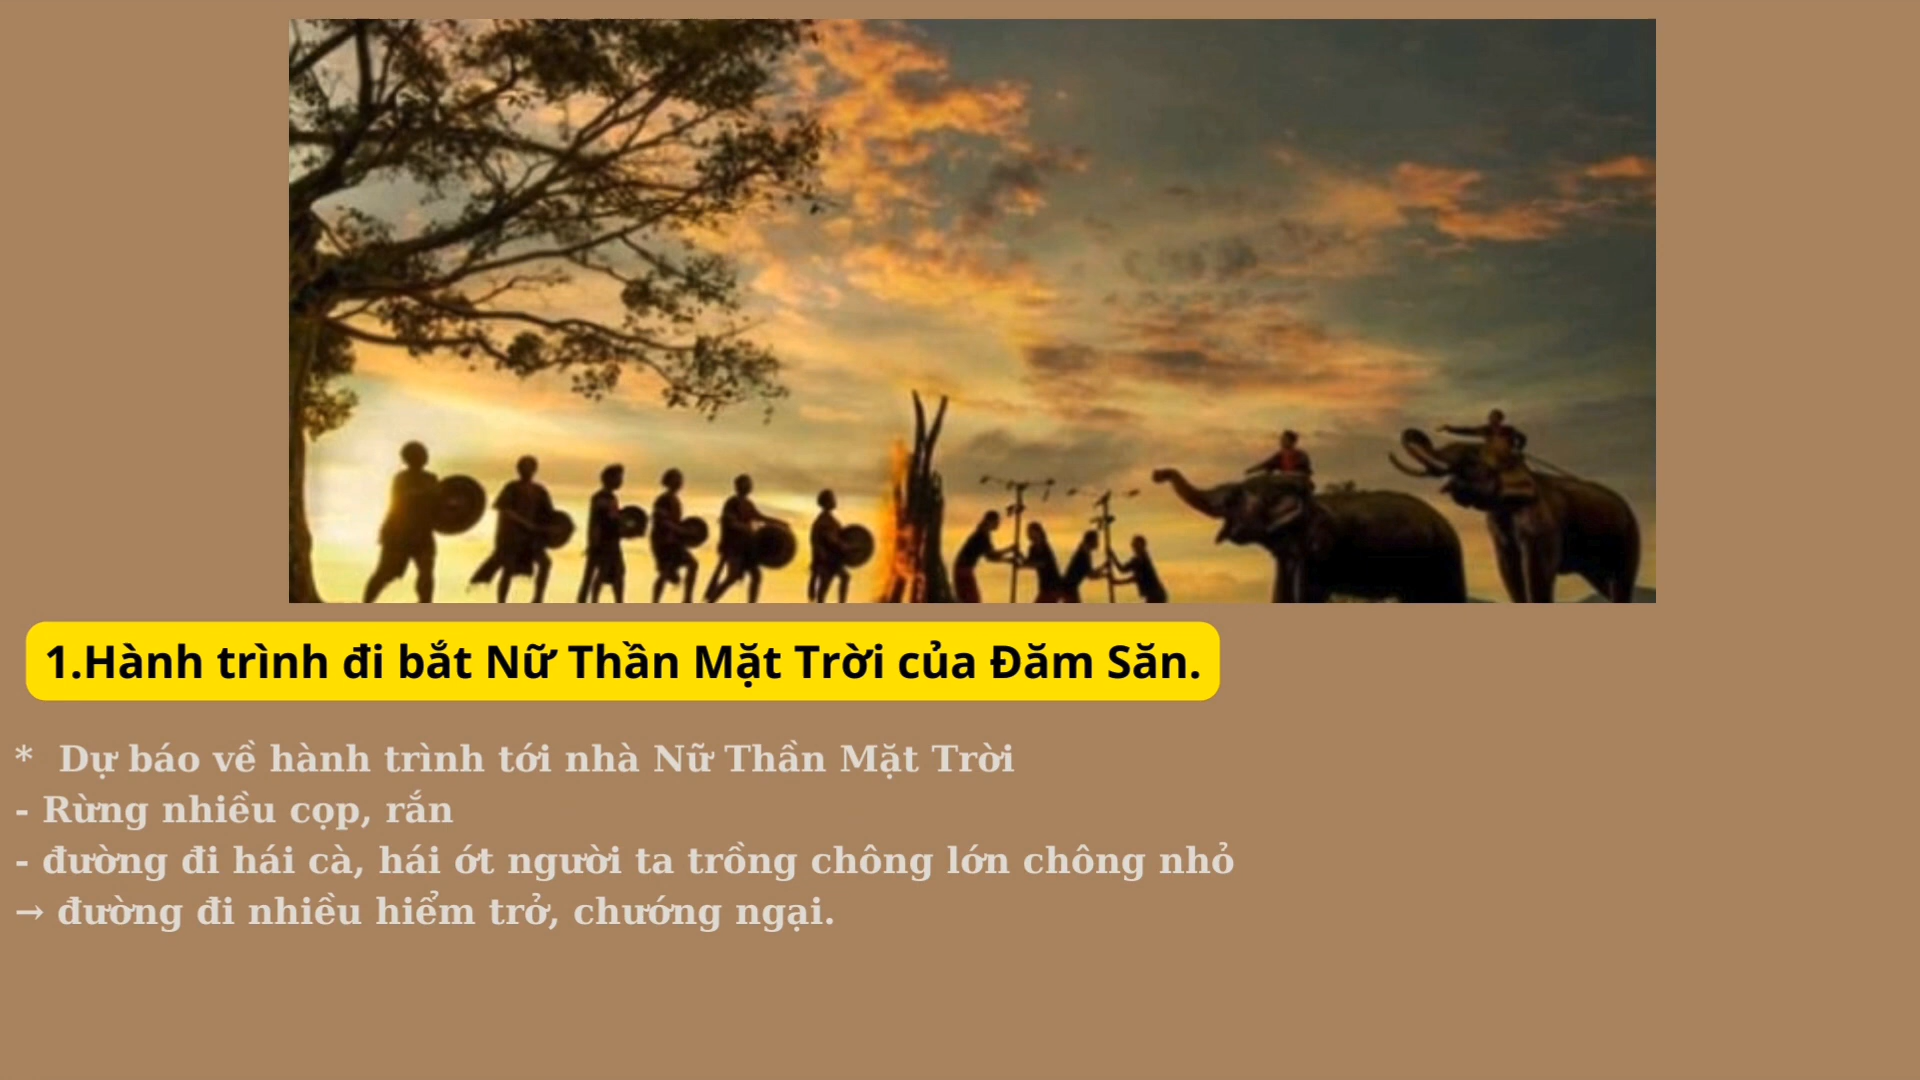 1.Hành trình đi bắt Nữ Thần Mặt Trời của Đăm Săn.
* Dự báo về hành trình tới nhà Nữ Thần Mặt Trời
- Rừng nhiều cọp, rắn
- đường đi hái cà, hái ớt người ta trồng chông lớn chông nhỏ
→ đường đi nhiều hiểm trở, chướng ngại.